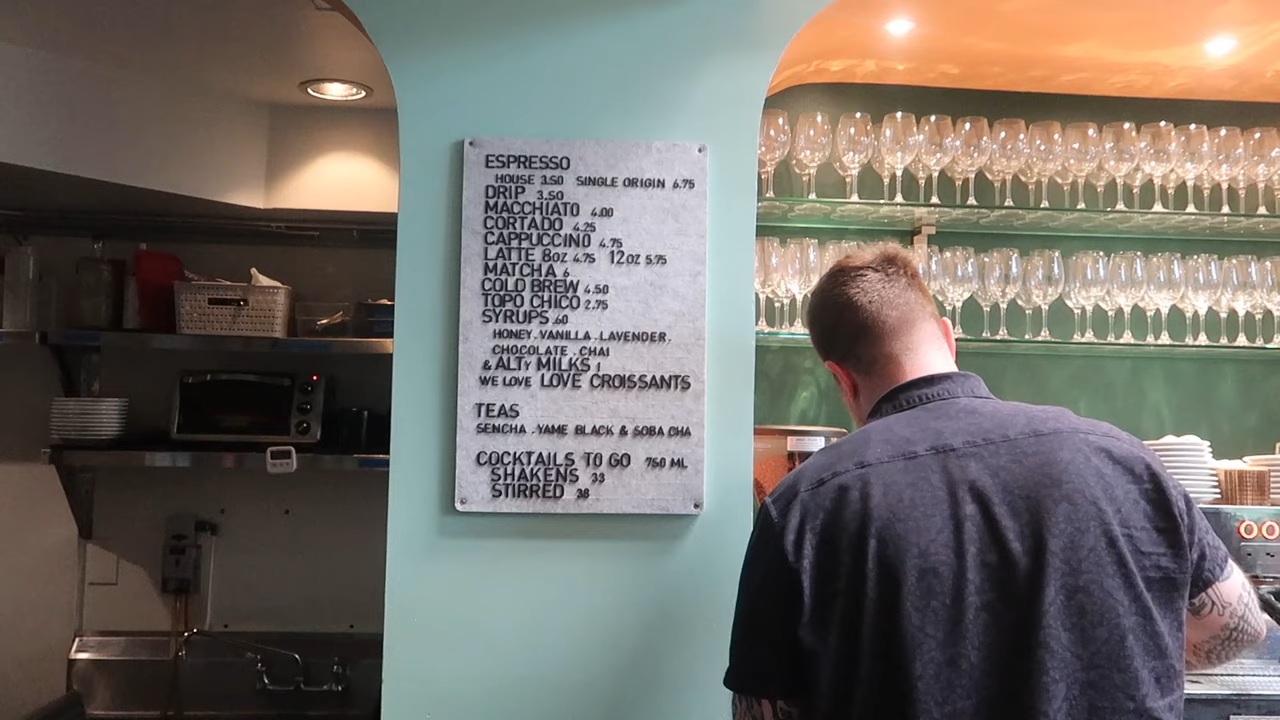 ESPRESSO
HOUSE 3.50 SINGLE ORIGIN 6.75
DRIP 3.50
MACCHIATO 4.00
CORTADO 4.25
CAPPUCCINO 4.75
LATTE 8OZ 4.75 12OZ 5.75
MATCHA 6
COLD BREW 4.50
TOPO CHICO 2.75
SYRUPS .60
HONEY . VANILLA . LAVENDER .
CHOCOLATE . CHAI
& ALTy MILKS 1
WE LOVE LOVE CROISSANTS
TEAS
SENCHA . YAME BLACK & SOBA CHA
COCKTAILS TO GO 750 ML
SHAKENS 33
STIRRED 38